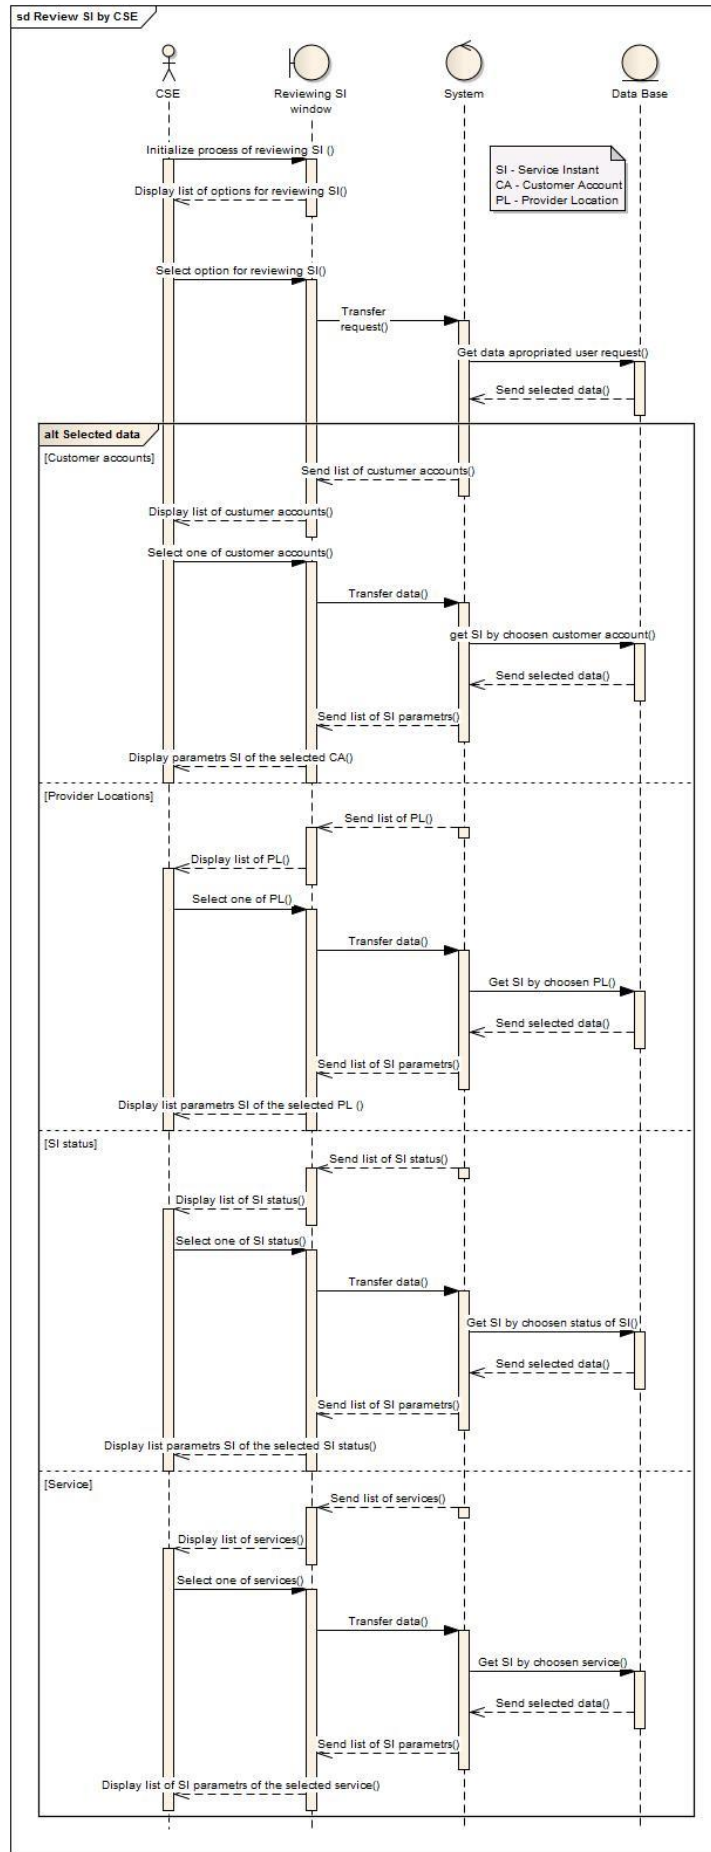 sd Review SI by CSE
CSE
Reviewing SI
window
System
Data Base
Initialize process of reviewing SI ()
SI - Service Instant
CA - Customer Account
PL - Provider Location
Display list of options for reviewing SI()
Select option for reviewing SI()
Transfer
request()
Get data apropriated user request()
Send selected data()
alt Selected data
[Customer accounts]
Send list of custumer accounts()
Display list of custumer accounts()
Select one of customer accounts()
Transfer data()
get SI by choosen customer account()
Send selected data()
Send list of SI parametrs()
Display parametrs SI of the selected CA()
[Provider Locations]
Send list of PL()
Display list of PL()
Select one of PL()
Transfer data()
Get SI by choosen PL()
Send selected data()
Send list of SI parametrs()
Display list parametrs SI of the selected PL ()
[SI status]
Send list of SI status()
Display list of SI status()
Select one of SI status()
Transfer data()
Get SI by choosen status of SI()
Send selected data()
Send list of SI parametrs()
Display list parametrs SI of the selected SI status()
[Service]
Send list of services()
Display list of services()
Select one of services()
Transfer data()
Get SI by choosen service()
Send selected data()
Send list of SI parametrs()
Display list of SI parametrs of the selected service()